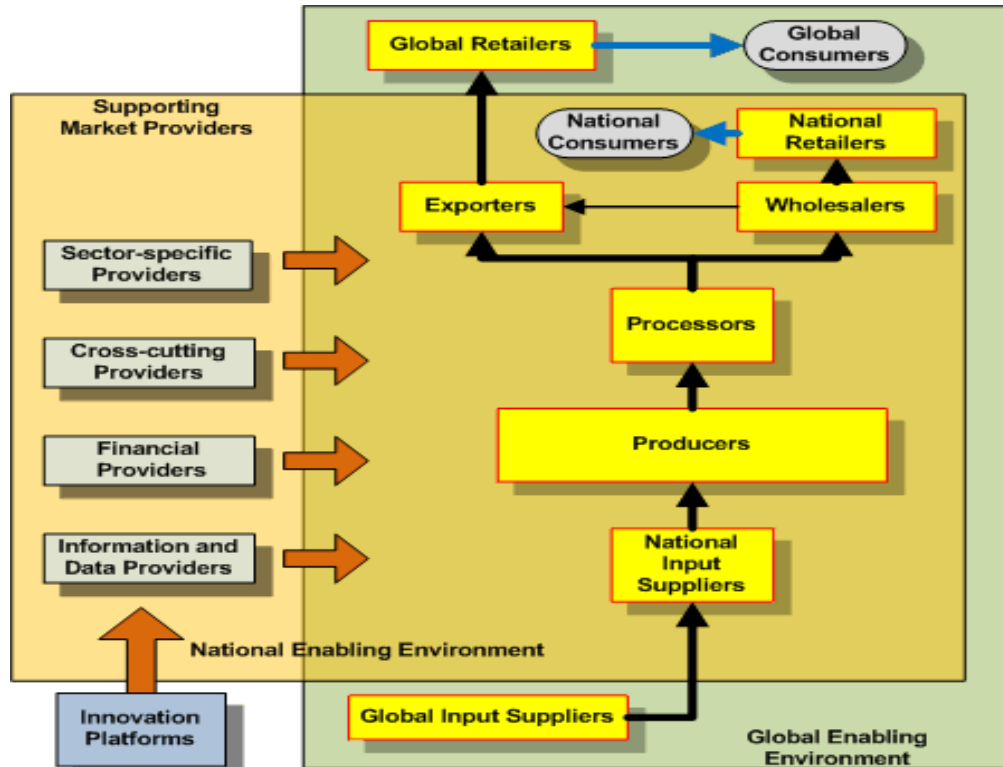 Global Retailers
Global
Consumers
Supporting
Market Providers
National
Consumers
National
Retailers
Exporters
Wholesalers
Sector-specific
Providers
Processors
Cross-cutting
Providers
Producers
Financial
Providers
National
Input
Suppliers
Information and
Data Providers
National Enabling Environment
Innovation
Platforms
Global Input Suppliers
Global Enabling
Environment